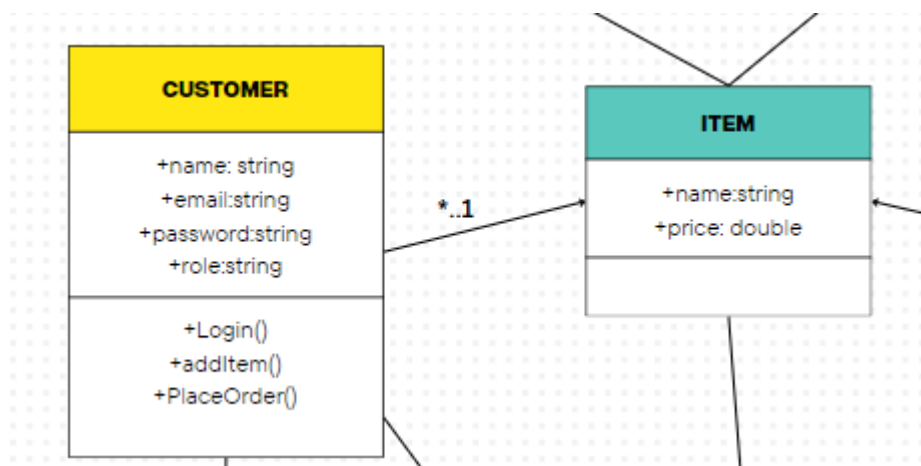 CUSTOMER
+name: string
+email:string
+password:string
+role:string
+Login()
+addItem()
+PlaceOrder()
*..1
ITEM
+name:string
+price: double